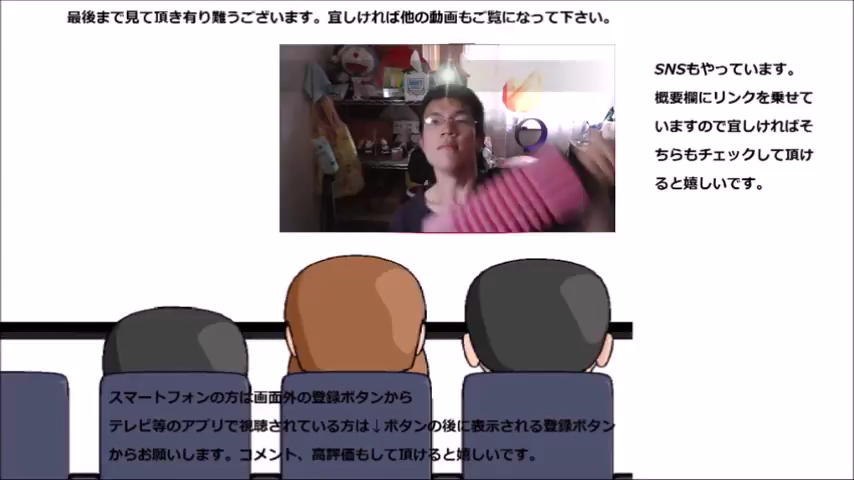 最後まで見て頂き有り難うございます。宜しければ他の動画もご覧になって下さい。
SNSもやっています。
概要欄にリンクを乗せて
いますので宜しければそ
ちらもチェックして頂け
ると嬉しいです。
スマートフォンの方は画面外の登録ボタンから
テレビ等のアプリで視聴されている方は↓ボタンの後に表示される登録ボタン
からお願いします。コメント、高評価もして頂けると嬉しいです。